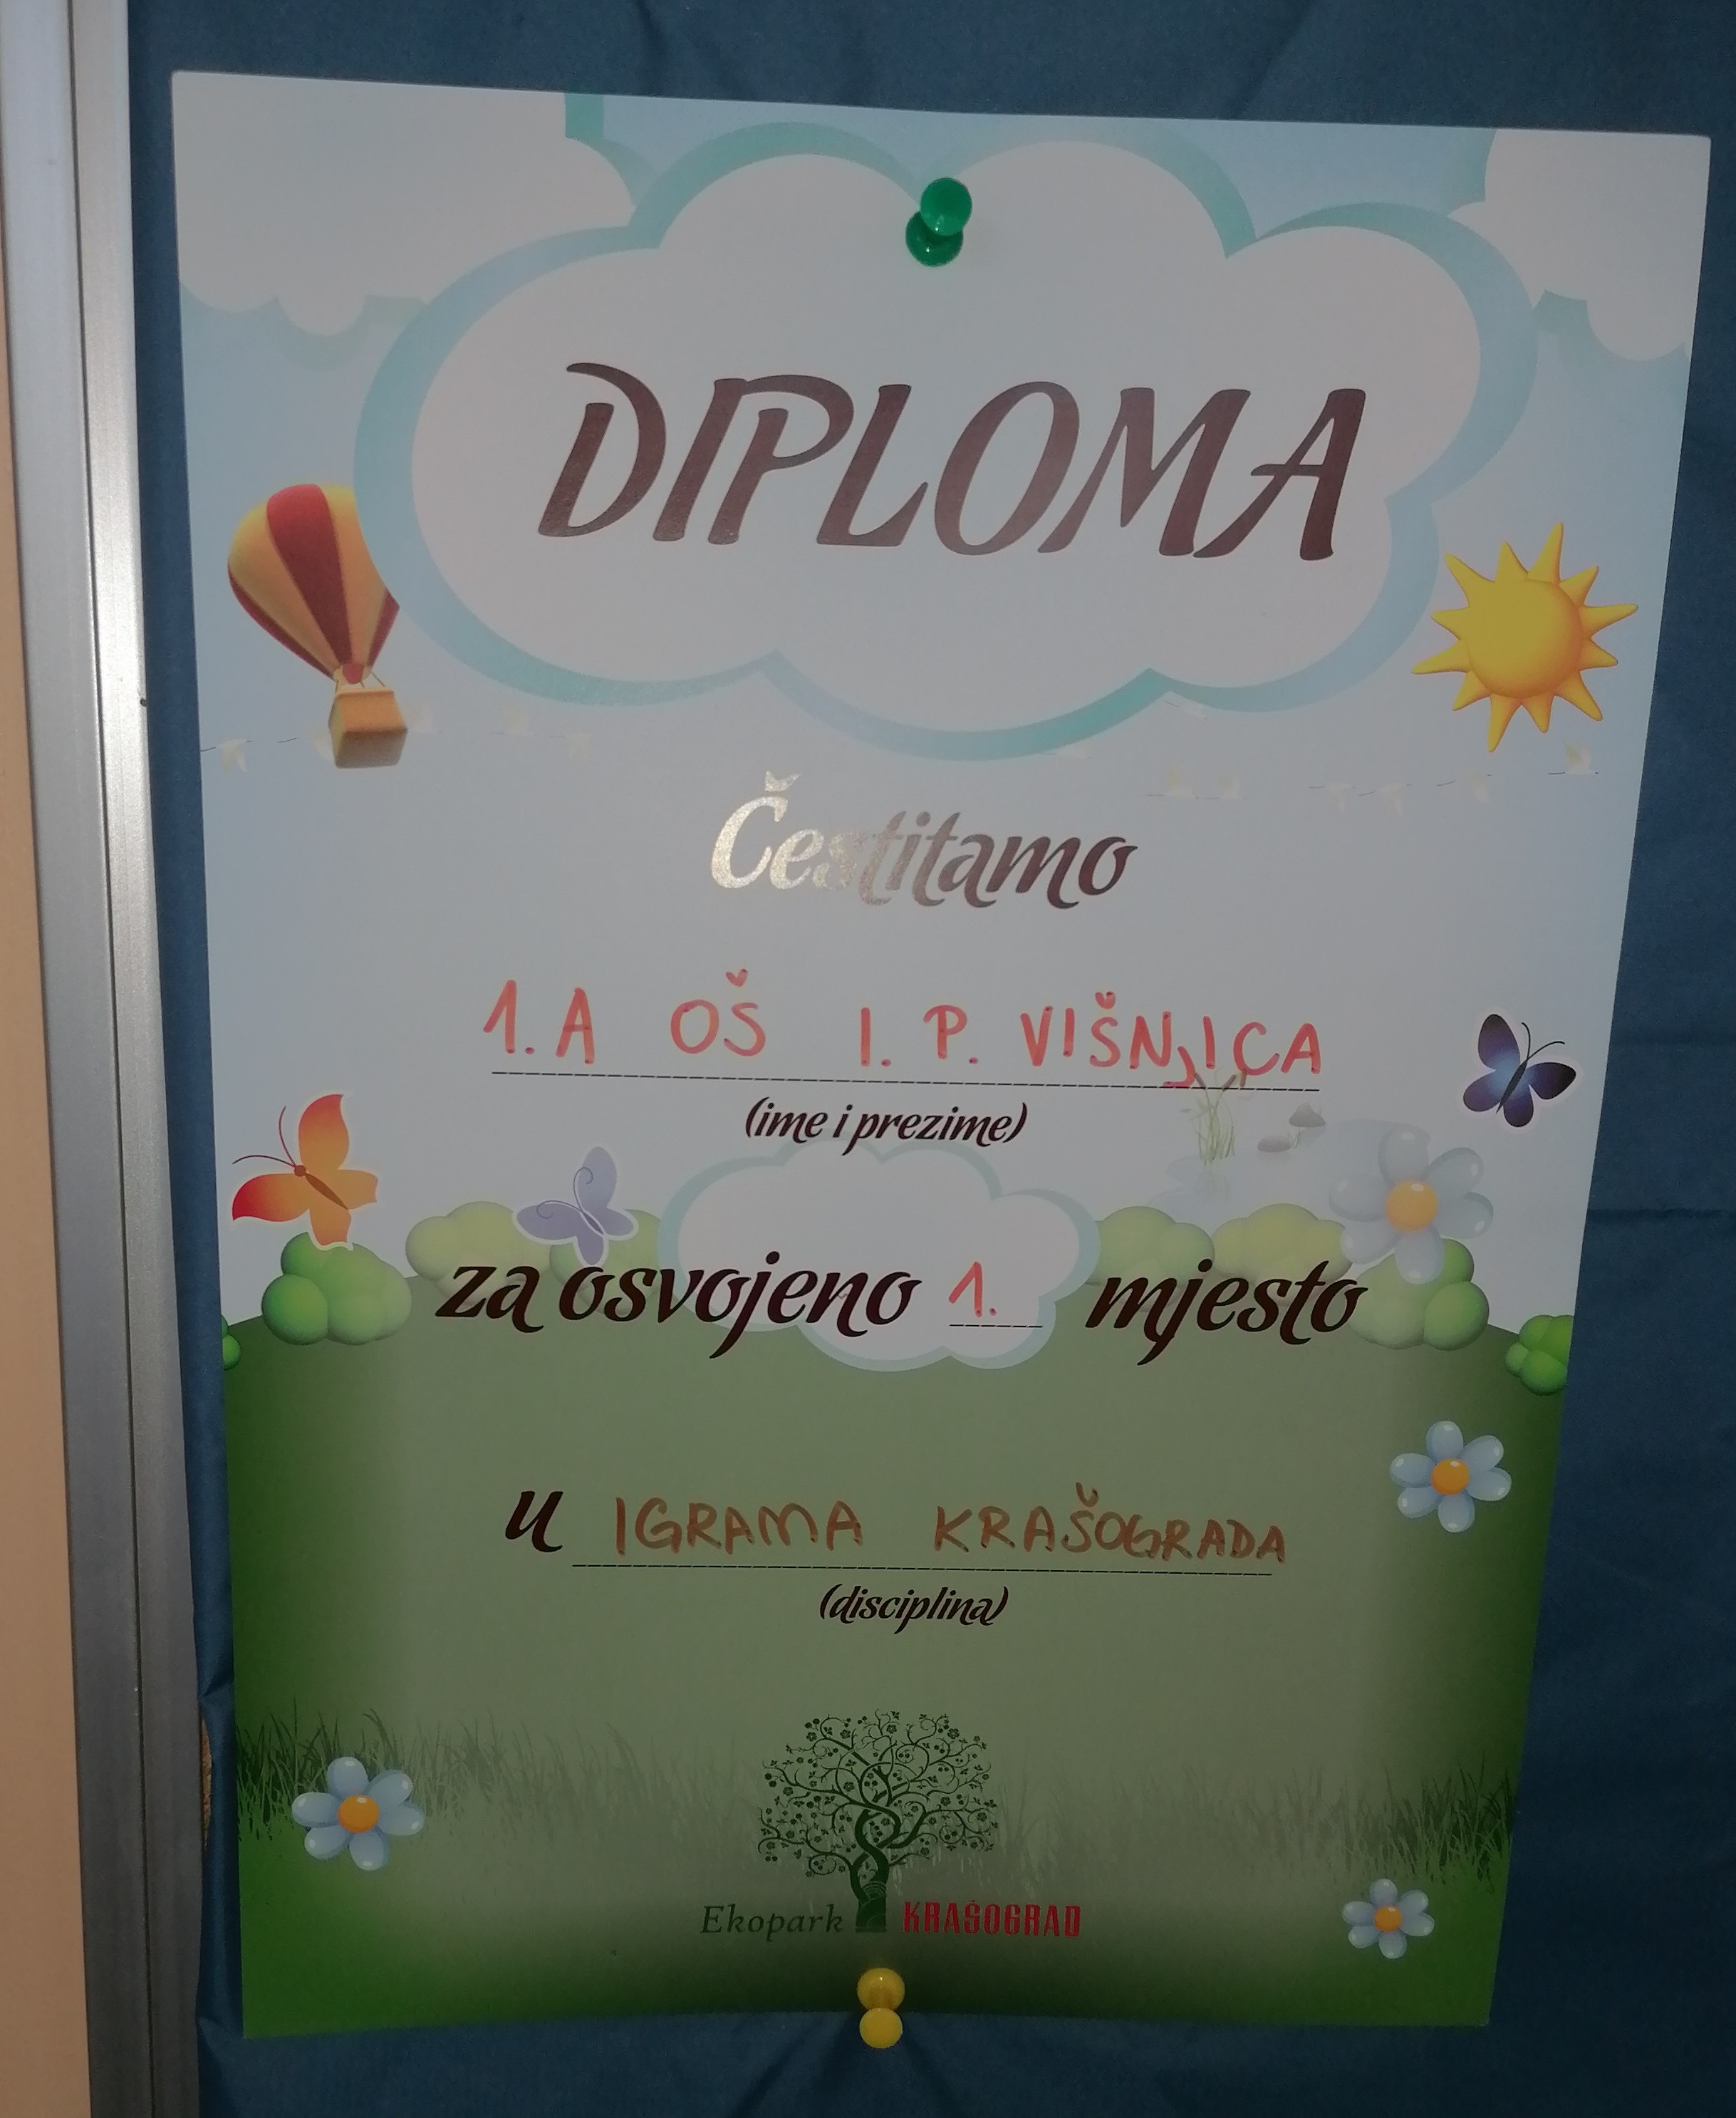 DIPLOMA
Čestitamo
1. A OŠ I. P. VIŠNJICA
(ime i prezime)
za osvojeno 1. mjesto
u IGRAMA KRAŠOGRADA
(disciplina)
Ekopark KRAŠOGRAD